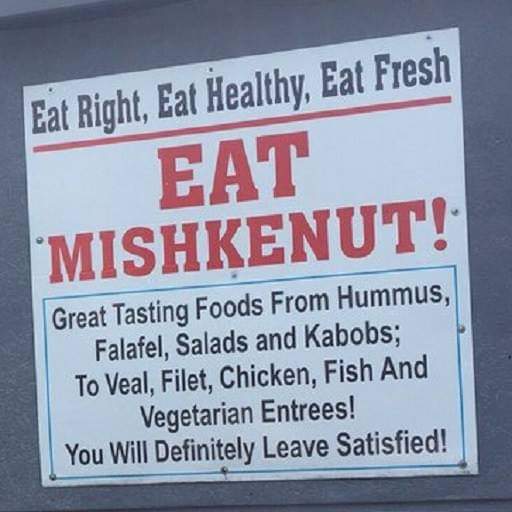 Eat Right, Eat Healthy, Eat Fresh
EAT
MISHKENUT!
Great Tasting Foods From Hummus,
Falafel, Salads and Kabobs;
To Veal, Filet, Chicken, Fish And
Vegetarian Entrees!
You Will Definitely Leave Satisfied!